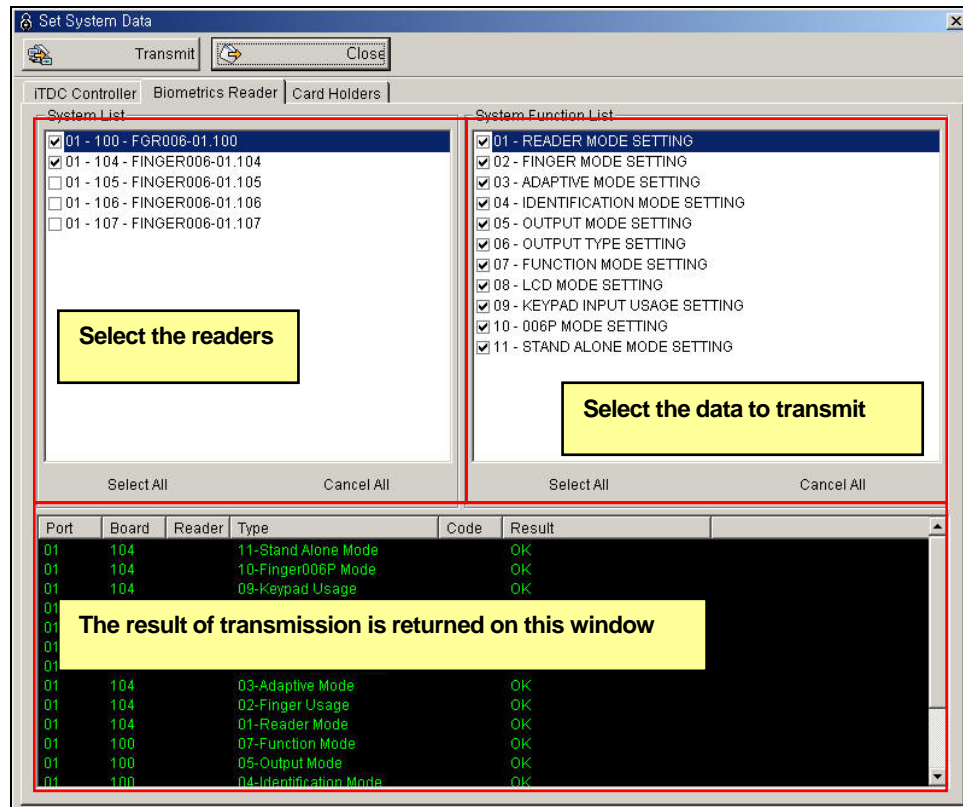 Set System Data
Transmit Close
iTDC Controller Biometrics Reader Card Holders
System List
01 - 100 - FGR006-01.100
01 - 104 - FINGER006-01.104
01 - 105 - FINGER006-01.105
01 - 106 - FINGER006-01.106
01 - 107 - FINGER006-01.107
Select the readers
Select All Cancel All
System Function List
01 - READER MODE SETTING
02 - FINGER MODE SETTING
03 - ADAPTIVE MODE SETTING
04 - IDENTIFICATION MODE SETTING
05 - OUTPUT MODE SETTING
06 - OUTPUT TYPE SETTING
07 - FUNCTION MODE SETTING
08 - LCD MODE SETTING
09 - KEYPAD INPUT USAGE SETTING
10 - 006P MODE SETTING
11 - STAND ALONE MODE SETTING
Select the data to transmit
Select All Cancel All
Port Board Reader Type Code Result
01 104 11-Stand Alone Mode OK
01 104 10-Finger006P Mode OK
01 104 09-Keypad Usage OK
01
01
01
01
The result of transmission is returned on this window
01 104 03-Adaptive Mode OK
01 104 02-Finger Usage OK
01 104 01-Reader Mode OK
01 100 07-Function Mode OK
01 100 05-Output Mode OK
01 100 04-Identification Mode OK